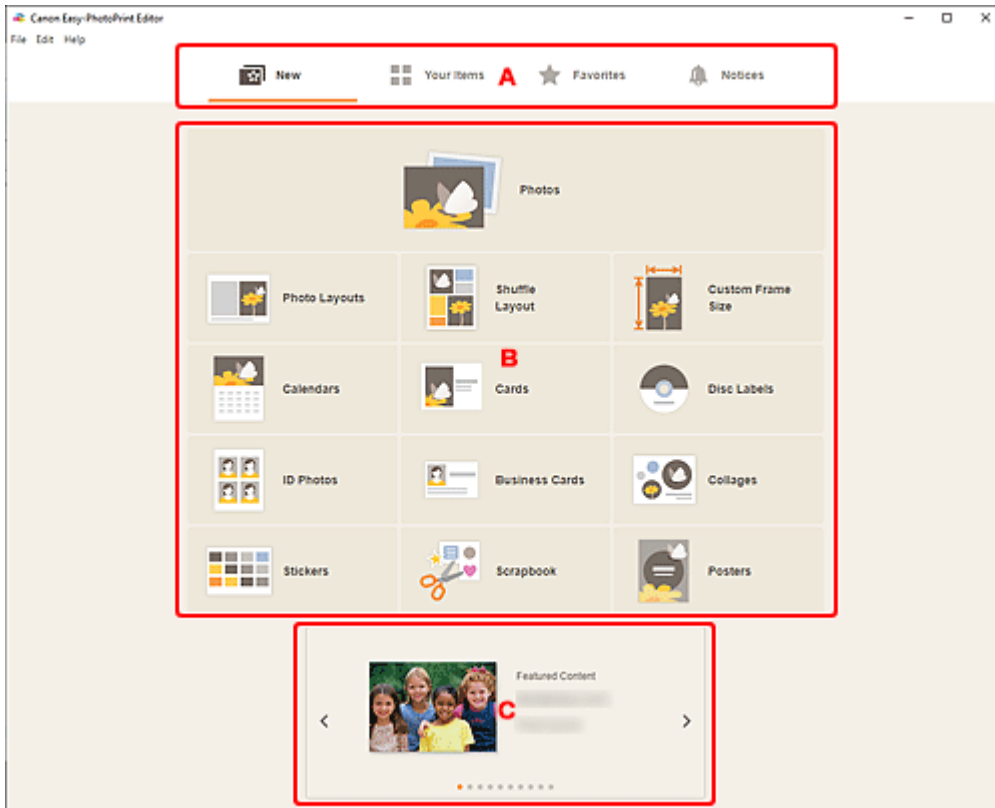 Canon Easy-PhotoPrint Editor
File Edit Help
New Your Items A Favorites Notices
Photos
Photo Layouts
Shuffle
Layout
Custom Frame
Size
B
Calendars
Cards
Disc Labels
ID Photos
Business Cards
Collages
Stickers
Scrapbook
Posters
Featured Content
C